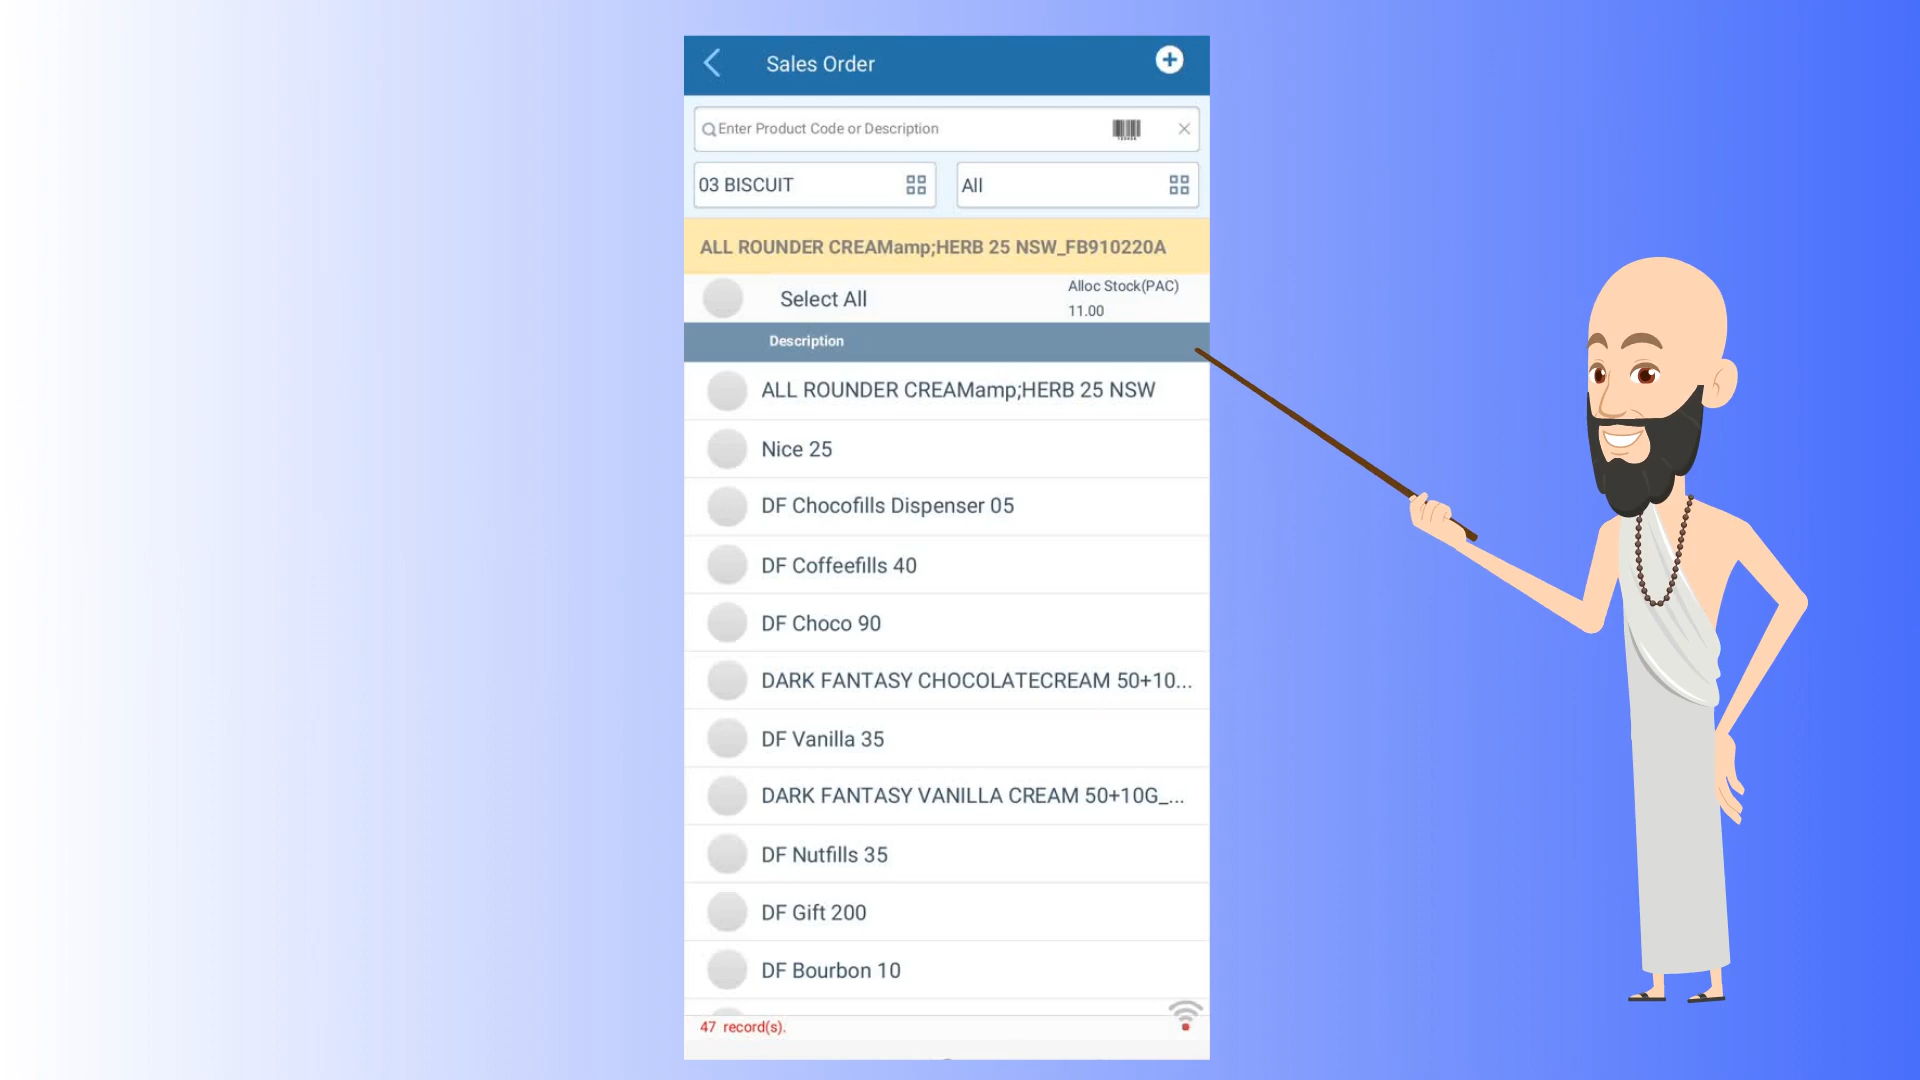 Sales Order
Enter Product Code or Description
03 BISCUIT
All
ALL ROUNDER CREAMamp;HERB 25 NSW_FB910220A
Select All
Alloc Stock(PAC)
11.00
Description
ALL ROUNDER CREAMamp;HERB 25 NSW
Nice 25
DF Chocofills Dispenser 05
DF Coffeefills 40
DF Choco 90
DARK FANTASY CHOCOLATECREAM 50+10...
DF Vanilla 35
DARK FANTASY VANILLA CREAM 50+10G_...
DF Nutfills 35
DF Gift 200
DF Bourbon 10
47 record(s).